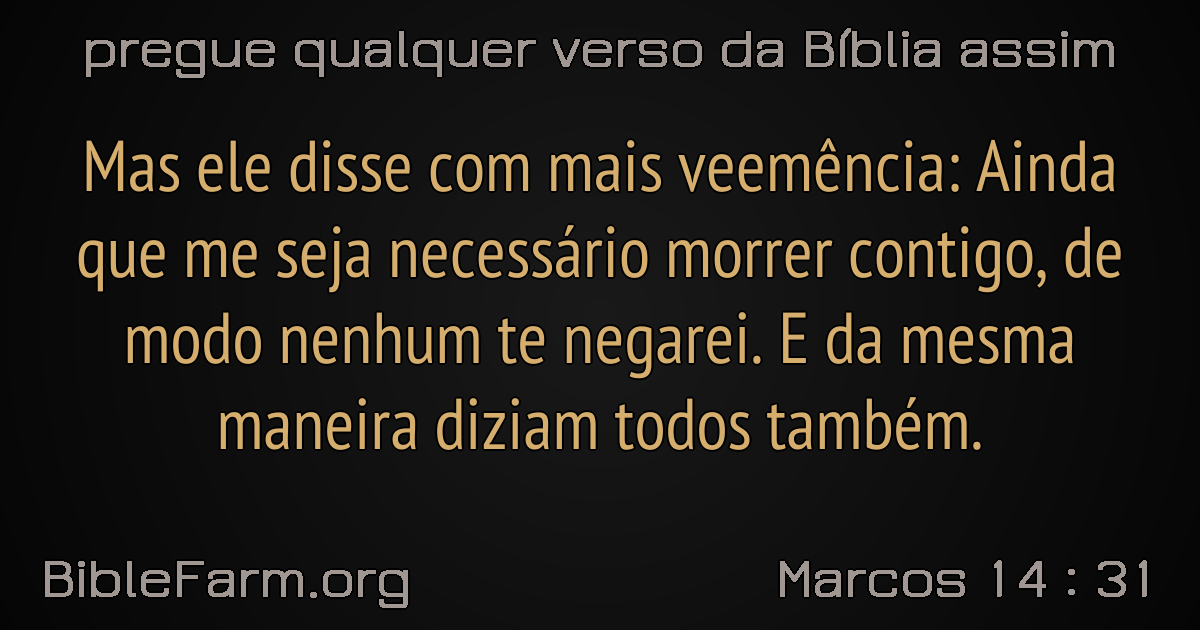 pregue qualquer verso da Bíblia assim
Mas ele disse com mais veemência: Ainda
que me seja necessário morrer contigo, de
modo nenhum te negarei. E da mesma
maneira diziam todos também.
BibleFarm.org
Marcos 14 : 31